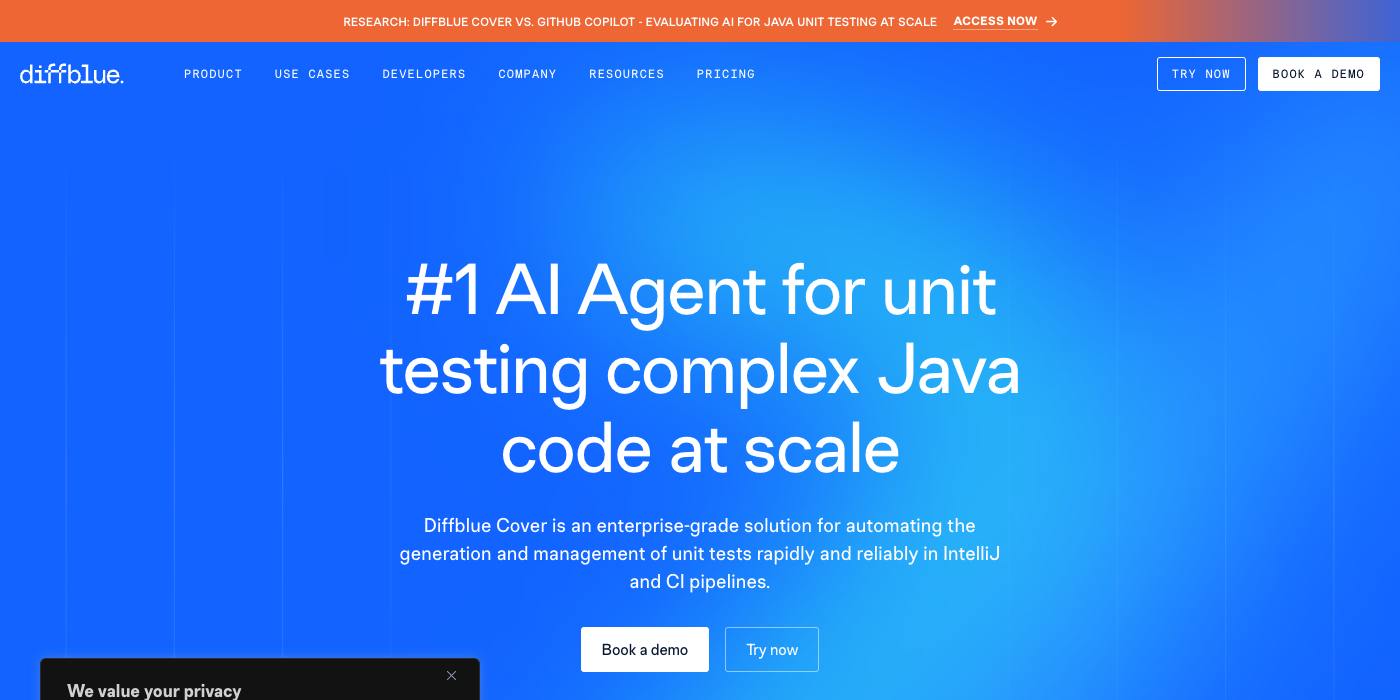 RESEARCH: DIFFBLUE COVER VS. GITHUB COPILOT - EVALUATING AI FOR JAVA UNIT TESTING AT SCALE ACCESS NOW →
diffblue. PRODUCT USE CASES DEVELOPERS COMPANY RESOURCES PRICING TRY NOW BOOK A DEMO
#1 AI Agent for unit
testing complex Java
code at scale
Diffblue Cover is an enterprise-grade solution for automating the
generation and management of unit tests rapidly and reliably in IntelliJ
and CI pipelines.
Book a demo Try now
We value your privacy